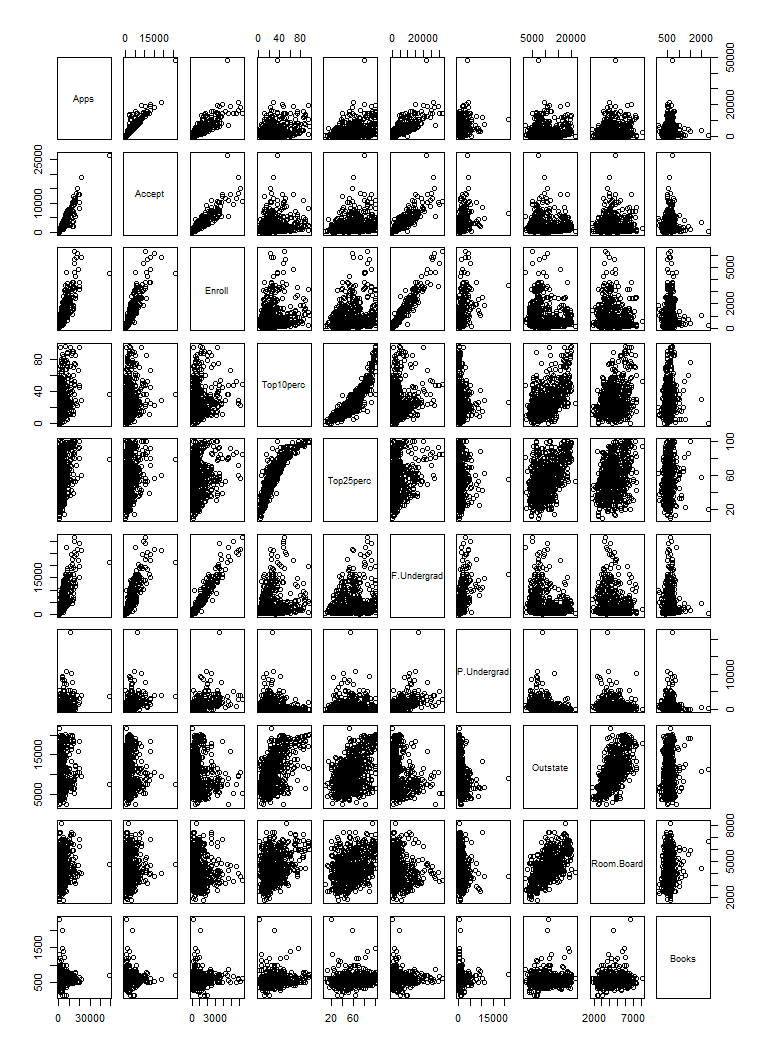 0 15000 0 40 80 0 20000 5000 20000 500 2000
Apps
0 20000 50000
Accept
0 10000 25000
Enroll
0 2000 5000
Top10perc
0 40 80
Top25perc
20 60 100
F.Undergrad
0 15000
P.Undergrad
0 10000
Outstate
5000 15000
Room.Board
2000 5000 8000
Books
500 1500
0 30000 0 3000 20 60 0 15000 2000 7000